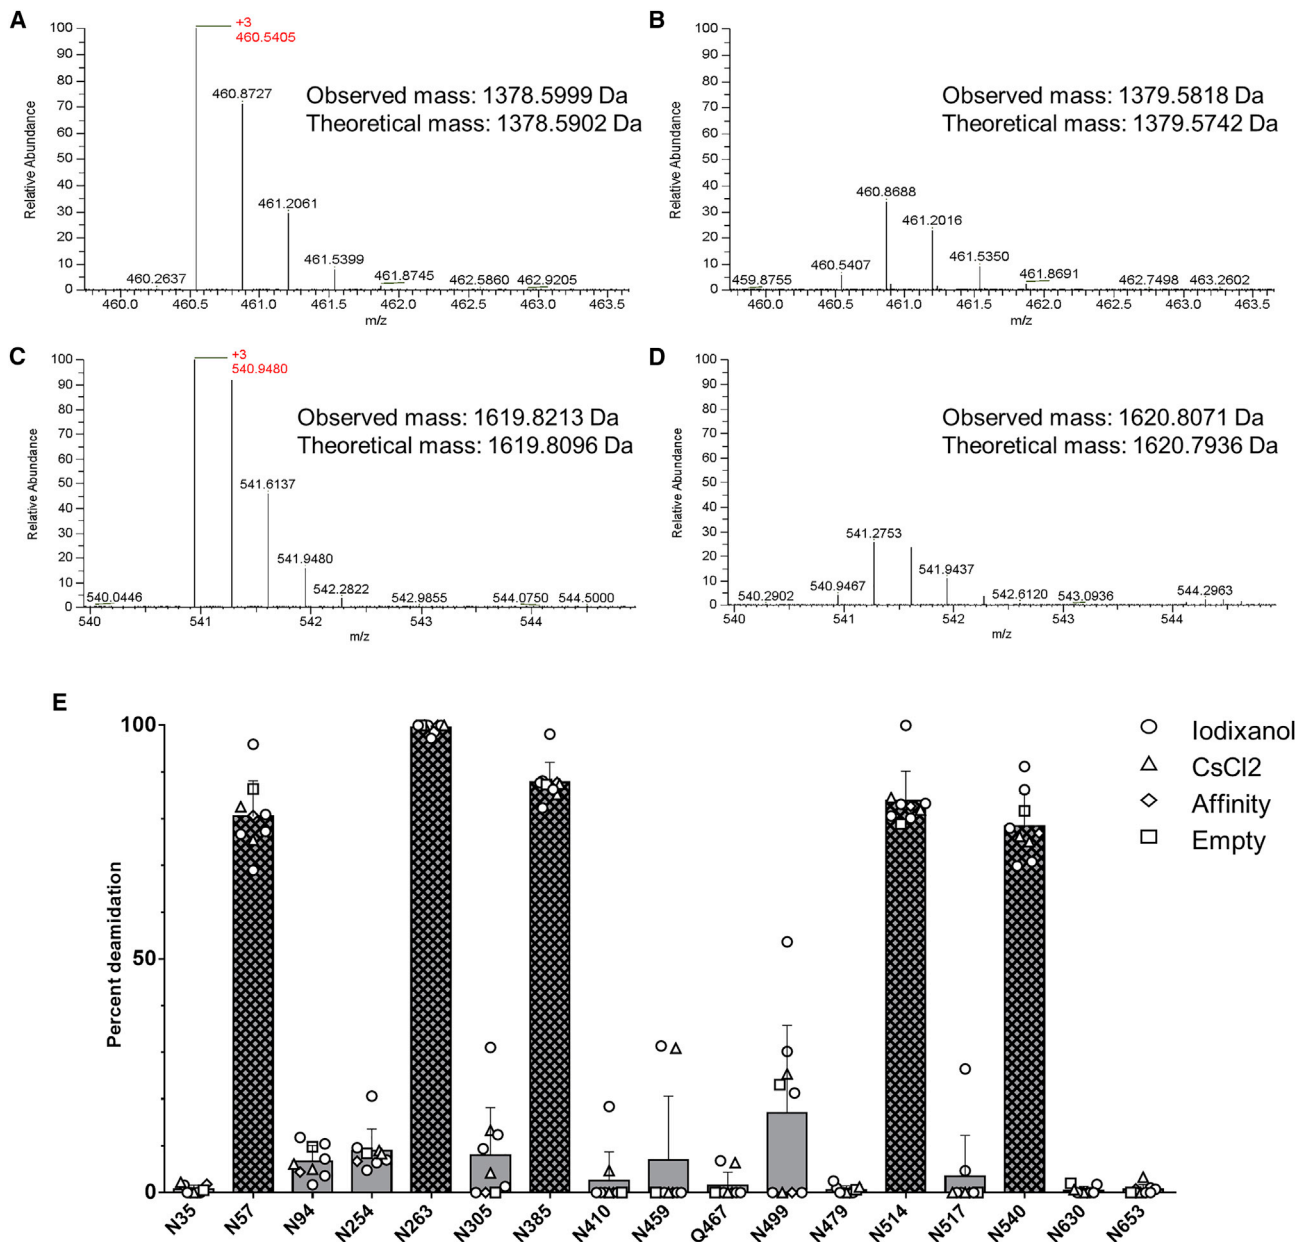 A
+3
460.5405
100
90
80
70
60
50
40
30
20
10
0
Relative Abundance
460.8727
461.2061
460.2637
461.5399
461.8745
462.5860
462.9205
Observed mass: 1378.5999 Da
Theoretical mass: 1378.5902 Da
460.0
460.5
461.0
461.5
462.0
462.5
463.0
463.5
m/z
B
100
90
80
70
60
50
40
30
20
10
0
Relative Abundance
Observed mass: 1379.5818 Da
Theoretical mass: 1379.5742 Da
460.8688
461.2016
460.5407
461.5350
459.8755
461.8691
462.7498
463.2602
460.0
460.5
461.0
461.5
462.0
462.5
463.0
463.5
m/z
C
+3
540.9480
100
90
80
70
60
50
40
30
20
10
0
Relative Abundance
Observed mass: 1619.8213 Da
Theoretical mass: 1619.8096 Da
541.6137
541.9480
540.0446
542.2822
542.9855
544.0750
544.5000
540
541
542
543
544
m/z
D
100
90
80
70
60
50
40
30
20
10
0
Relative Abundance
Observed mass: 1620.8071 Da
Theoretical mass: 1620.7936 Da
541.2753
540.9467
541.9437
540.2902
542.6120
543.0936
544.2963
540
541
542
543
544
m/z
E
100
50
0
Percent deamidation
Iodixanol
CsCl2
Affinity
Empty
N35
N57
N94
N254
N263
N305
N385
N410
N459
Q467
N499
N479
N514
N517
N540
N630
N653